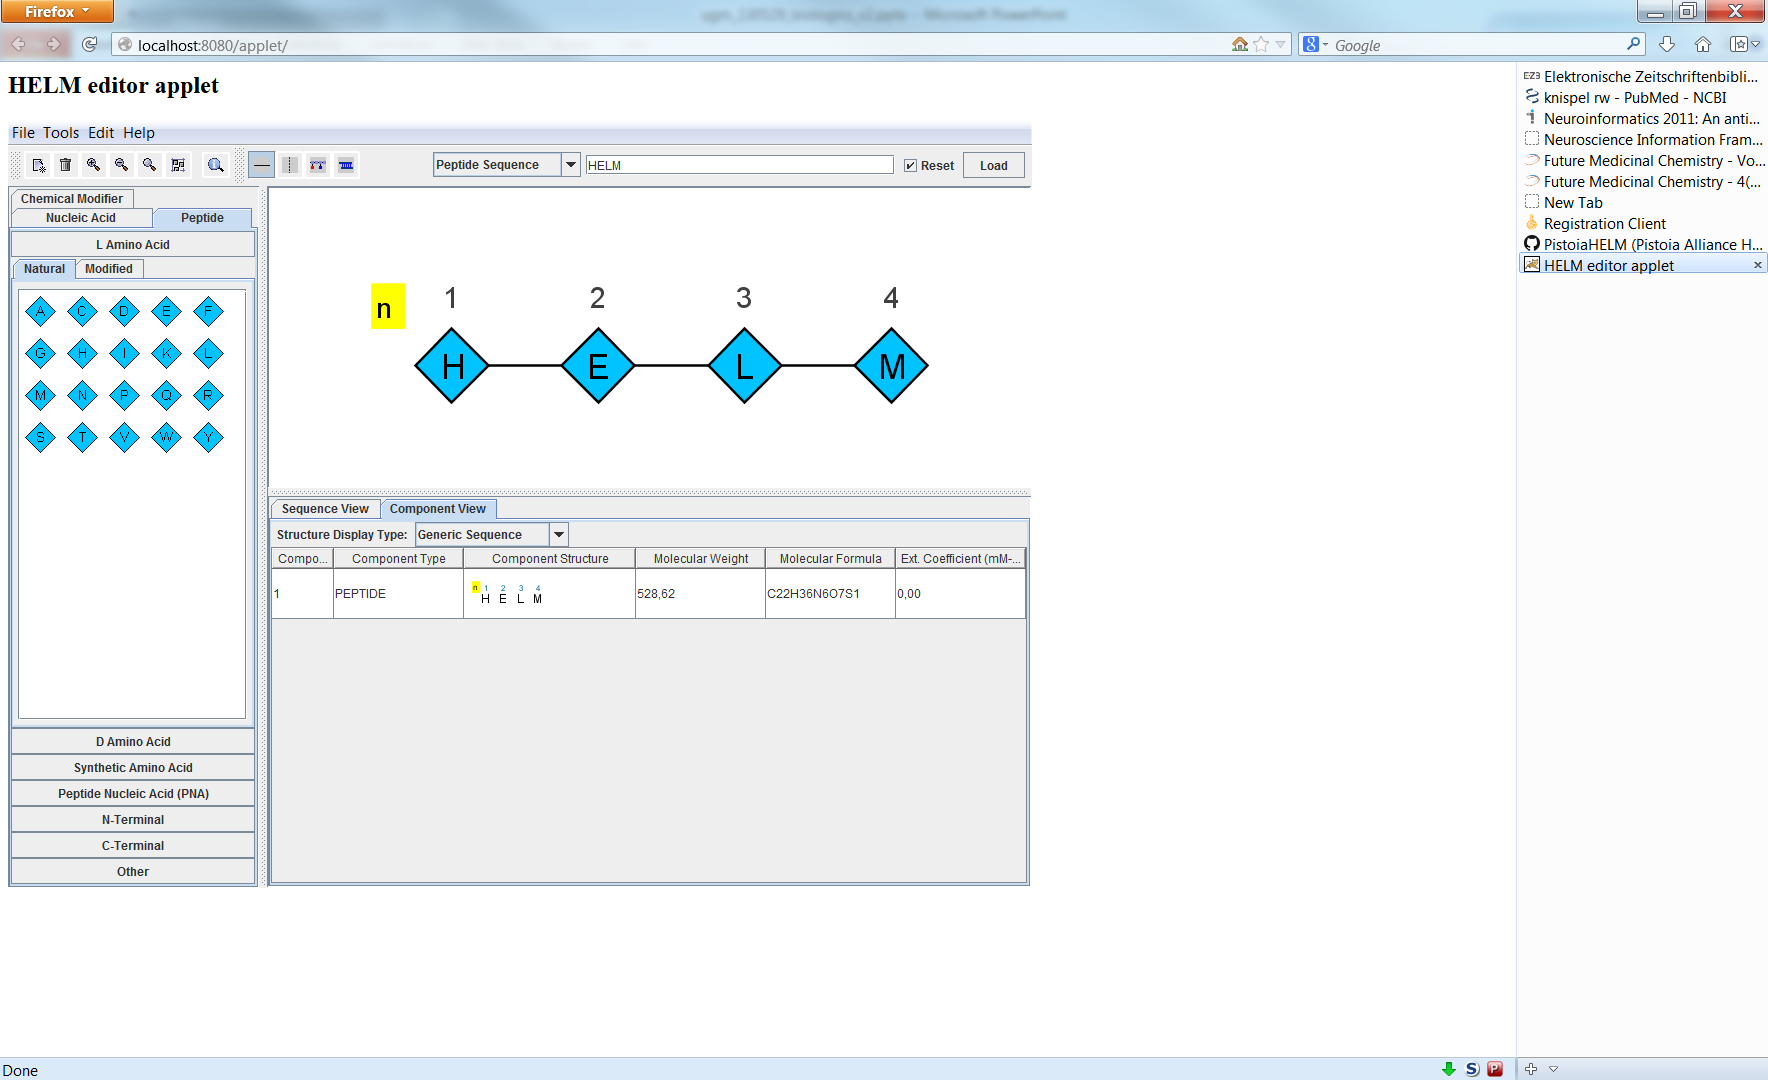 Firefox
localhost:8080/applet/
Google
HELM editor applet
File Tools Edit Help
Peptide Sequence HELM Reset Load
Chemical Modifier
Nucleic Acid Peptide
L Amino Acid
Natural Modified
A C D E F
G H I K L
M N P Q R
S T V W Y
D Amino Acid
Synthetic Amino Acid
Peptide Nucleic Acid (PNA)
N-Terminal
C-Terminal
Other
n 1 2 3 4
H E L M
Sequence View Component View
Structure Display Type: Generic Sequence
Compo... Component Type Component Structure Molecular Weight Molecular Formula Ext. Coefficient (mM-...
n 1 2 3 4
1 PEPTIDE H E L M 528,62 C22H36N6O7S1 0,00
Elektronische Zeitschriftenbibli...
knispel rw - PubMed - NCBI
Neuroinformatics 2011: An anti...
Neuroscience Information Fram...
Future Medicinal Chemistry - Vo...
Future Medicinal Chemistry - 4(...
New Tab
Registration Client
PistoiaHELM (Pistoia Alliance H...
HELM editor applet
Done